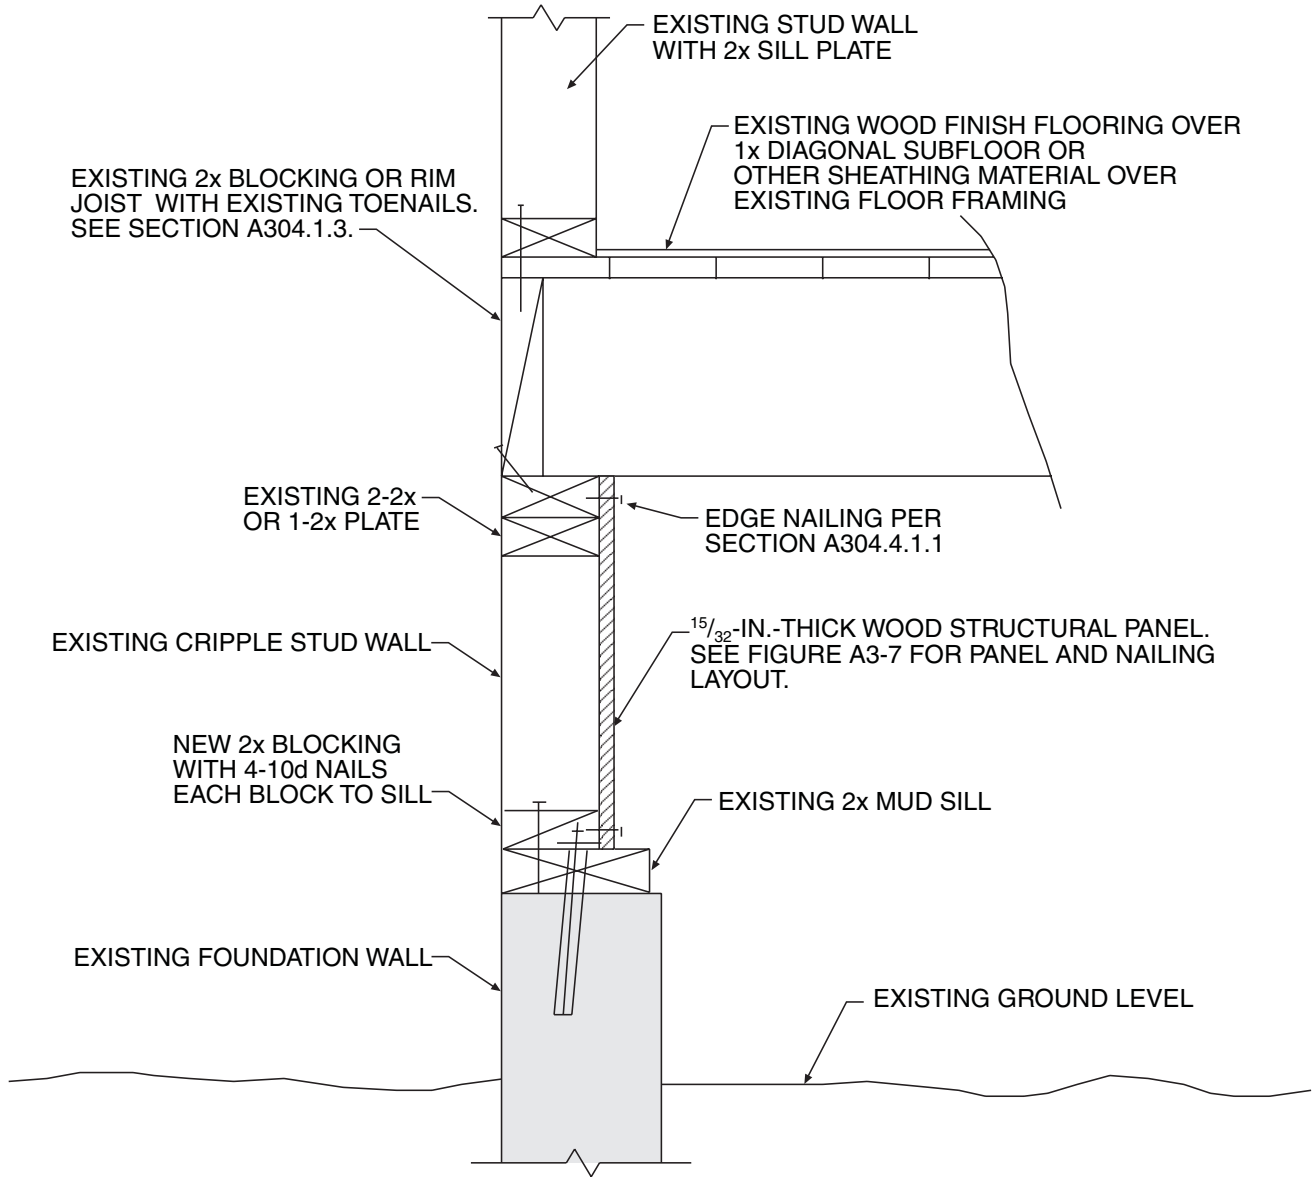 EXISTING STUD WALL
WITH 2x SILL PLATE
EXISTING WOOD FINISH FLOORING OVER
1x DIAGONAL SUBFLOOR OR
OTHER SHEATHING MATERIAL OVER
EXISTING FLOOR FRAMING
EXISTING 2x BLOCKING OR RIM
JOIST WITH EXISTING TOENAILS.
SEE SECTION A304.1.3.
EXISTING 2-2x
OR 1-2x PLATE
EDGE NAILING PER
SECTION A304.4.1.1
EXISTING CRIPPLE STUD WALL
15/32-IN.-THICK WOOD STRUCTURAL PANEL.
SEE FIGURE A3-7 FOR PANEL AND NAILING
LAYOUT.
NEW 2x BLOCKING
WITH 4-10d NAILS
EACH BLOCK TO SILL
EXISTING 2x MUD SILL
EXISTING FOUNDATION WALL
EXISTING GROUND LEVEL